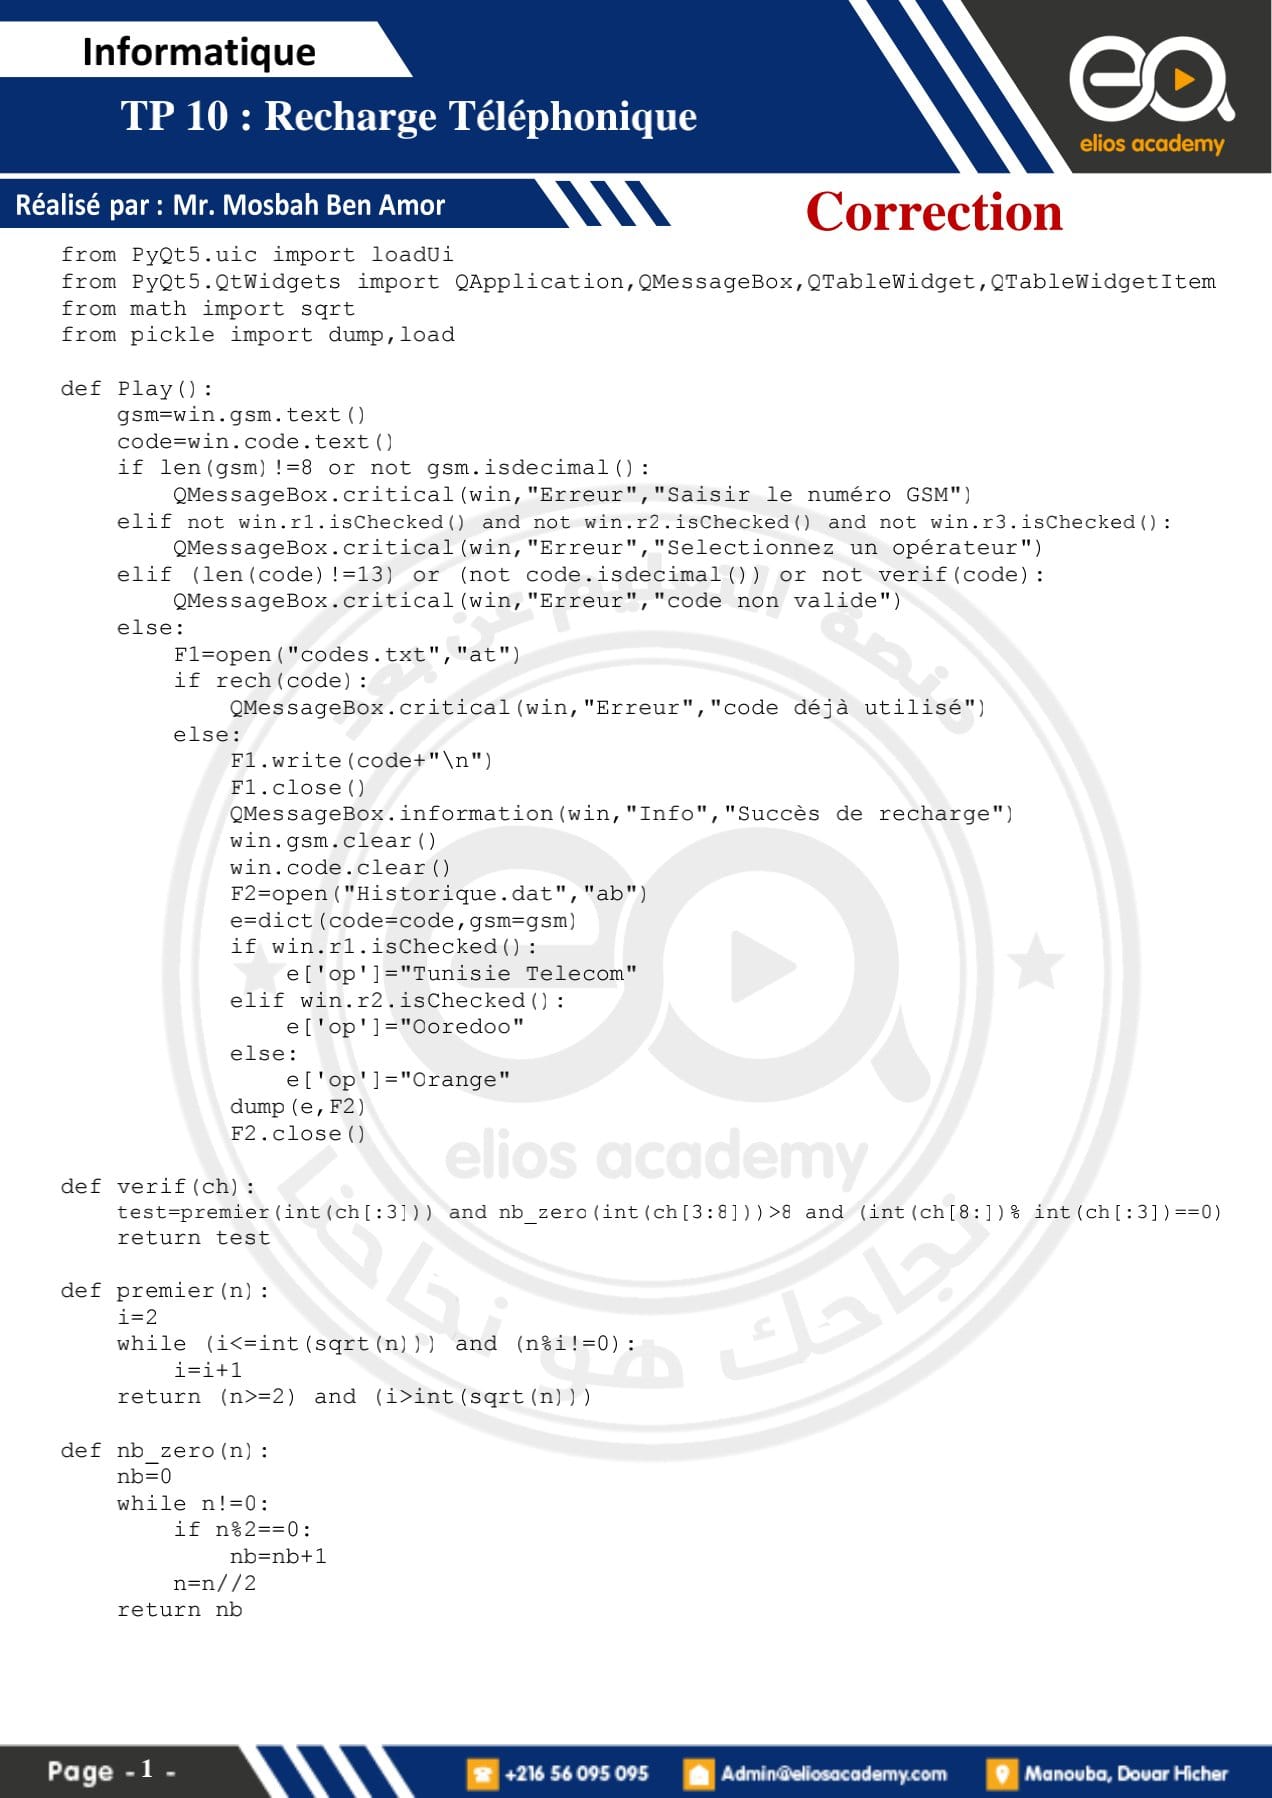 Informatique
TP 10 : Recharge Téléphonique
elios academy
Réalisé par : Mr. Mosbah Ben Amor
Correction
from PyQt5.uic import loadUi
from PyQt5.QtWidgets import QApplication,QMessageBox,QTableWidget,QTableWidgetItem
from math import sqrt
from pickle import dump,load

def Play():
    gsm=win.gsm.text()
    code=win.code.text()
    if len(gsm)!=8 or not gsm.isdecimal():
        QMessageBox.critical(win,"Erreur","Saisir le numéro GSM")
    elif not win.r1.isChecked() and not win.r2.isChecked() and not win.r3.isChecked():
        QMessageBox.critical(win,"Erreur","Selectionnez un opérateur")
    elif (len(code)!=13) or (not code.isdecimal()) or not verif(code):
        QMessageBox.critical(win,"Erreur","code non valide")
    else:
        F1=open("codes.txt","at")
        if rech(code):
            QMessageBox.critical(win,"Erreur","code déjà utilisé")
        else:
            F1.write(code+"\n")
            F1.close()
            QMessageBox.information(win,"Info","Succès de recharge")
            win.gsm.clear()
            win.code.clear()
            F2=open("Historique.dat","ab")
            e=dict(code=code,gsm=gsm)
            if win.r1.isChecked():
                e['op']="Tunisie Telecom"
            elif win.r2.isChecked():
                e['op']="Ooredoo"
            else:
                e['op']="Orange"
            dump(e,F2)
            F2.close()

def verif(ch):
    test=premier(int(ch[:3])) and nb_zero(int(ch[3:8]))>8 and (int(ch[8:])% int(ch[:3])==0)
    return test

def premier(n):
    i=2
    while (i<=int(sqrt(n))) and (n%i!=0):
        i=i+1
    return (n>=2) and (i>int(sqrt(n)))

def nb_zero(n):
    nb=0
    while n!=0:
        if n%2==0:
            nb=nb+1
        n=n//2
    return nb
منصة التعليم عن بعد
elios academy
نجاحك هو نجاحنا
Page - 1 -
+216 56 095 095
Admin@eliosacademy.com
Manouba, Douar Hicher